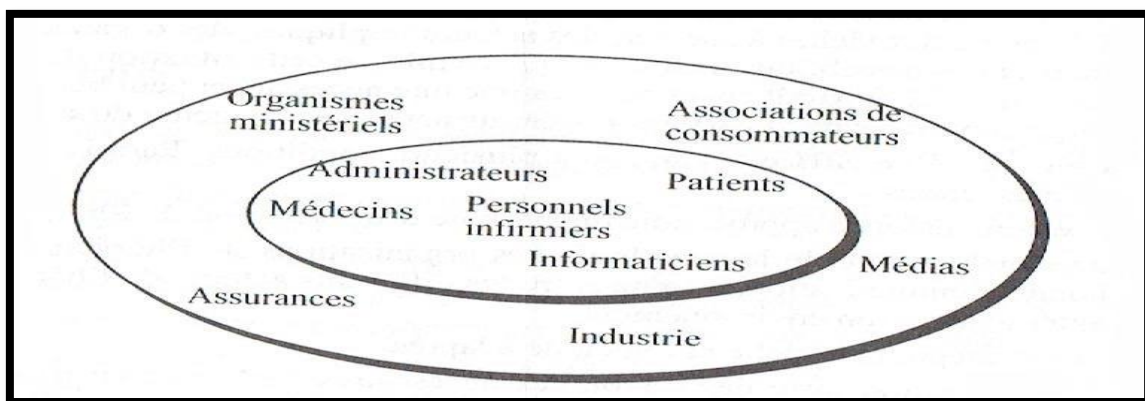 Organismes
ministériels
Associations de
consommateurs
Administrateurs
Patients
Médecins
Personnels
infirmiers
Informaticiens
Médias
Assurances
Industrie